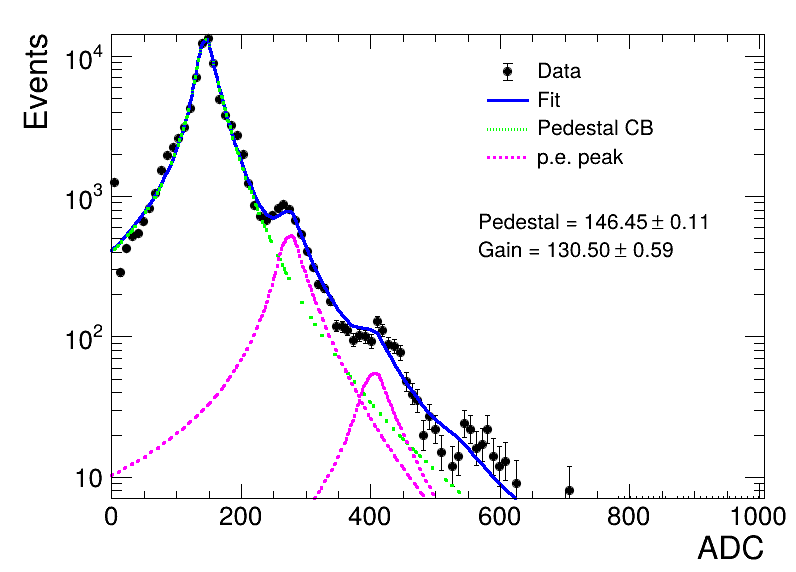 Events
10⁴
10³
10²
10
0
200
400
600
800
1000
ADC
Data
Fit
Pedestal CB
p.e. peak
Pedestal = 146.45 ± 0.11
Gain = 130.50 ± 0.59